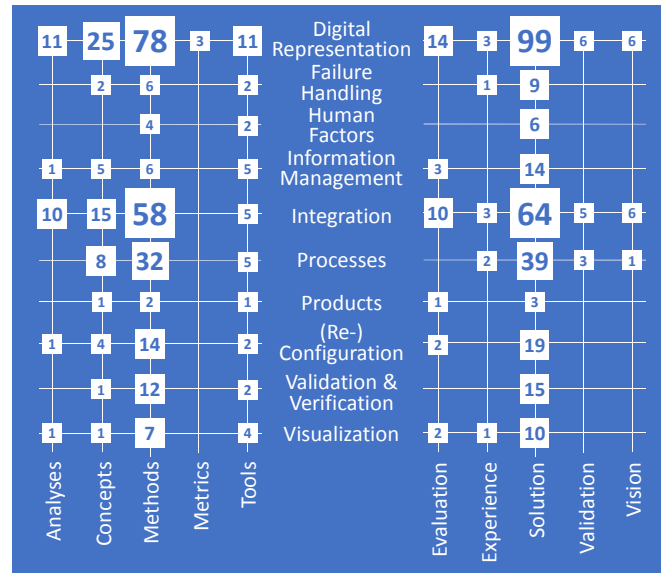 Digital
11 25 78 3 11 Representation 14 3 99 6 6
Failure
2 6 2 Handling 1 9
Human
4 2 Factors 6
Information
1 5 6 5 Management 3 14
10 15 58 5 Integration 10 3 64 5 6
8 32 5 Processes 2 39 3 1
1 2 1 Products 1 3
(Re-)
1 4 14 2 Configuration 2 19
Validation &
1 12 2 Verification 15
1 1 7 4 Visualization 2 1 10
Analyses
Concepts
Methods
Metrics
Tools
Evaluation
Experience
Solution
Validation
Vision